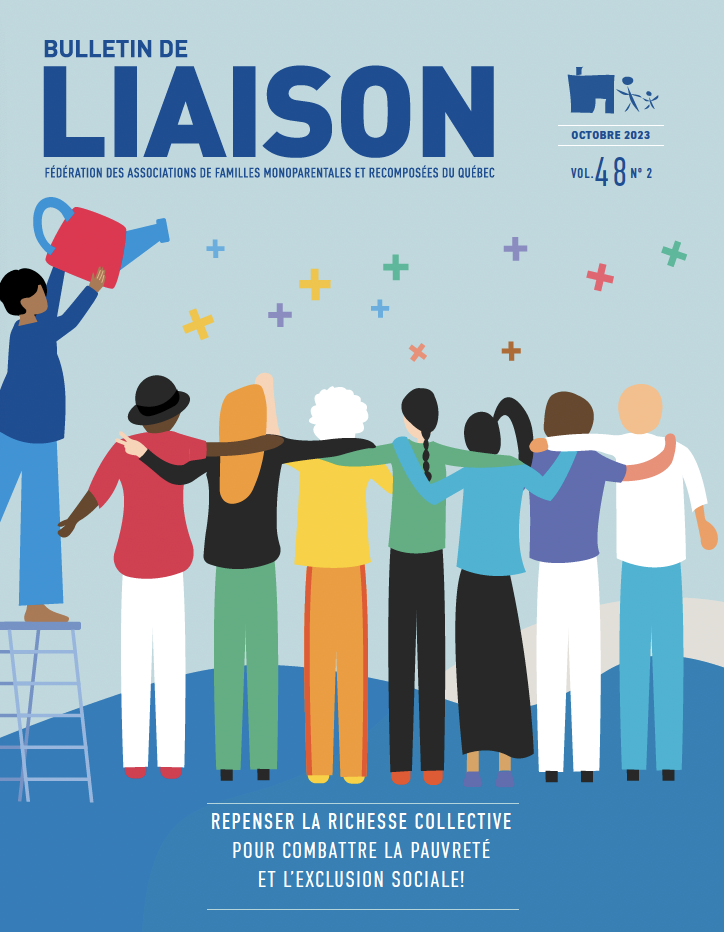 BULLETIN DE
LIAISON
FÉDÉRATION DES ASSOCIATIONS DE FAMILLES MONOPARENTALES ET RECOMPOSÉES DU QUÉBEC
OCTOBRE 2023
VOL. 48 Nº 2
REPENSER LA RICHESSE COLLECTIVE
POUR COMBATTRE LA PAUVRETÉ
ET L'EXCLUSION SOCIALE!